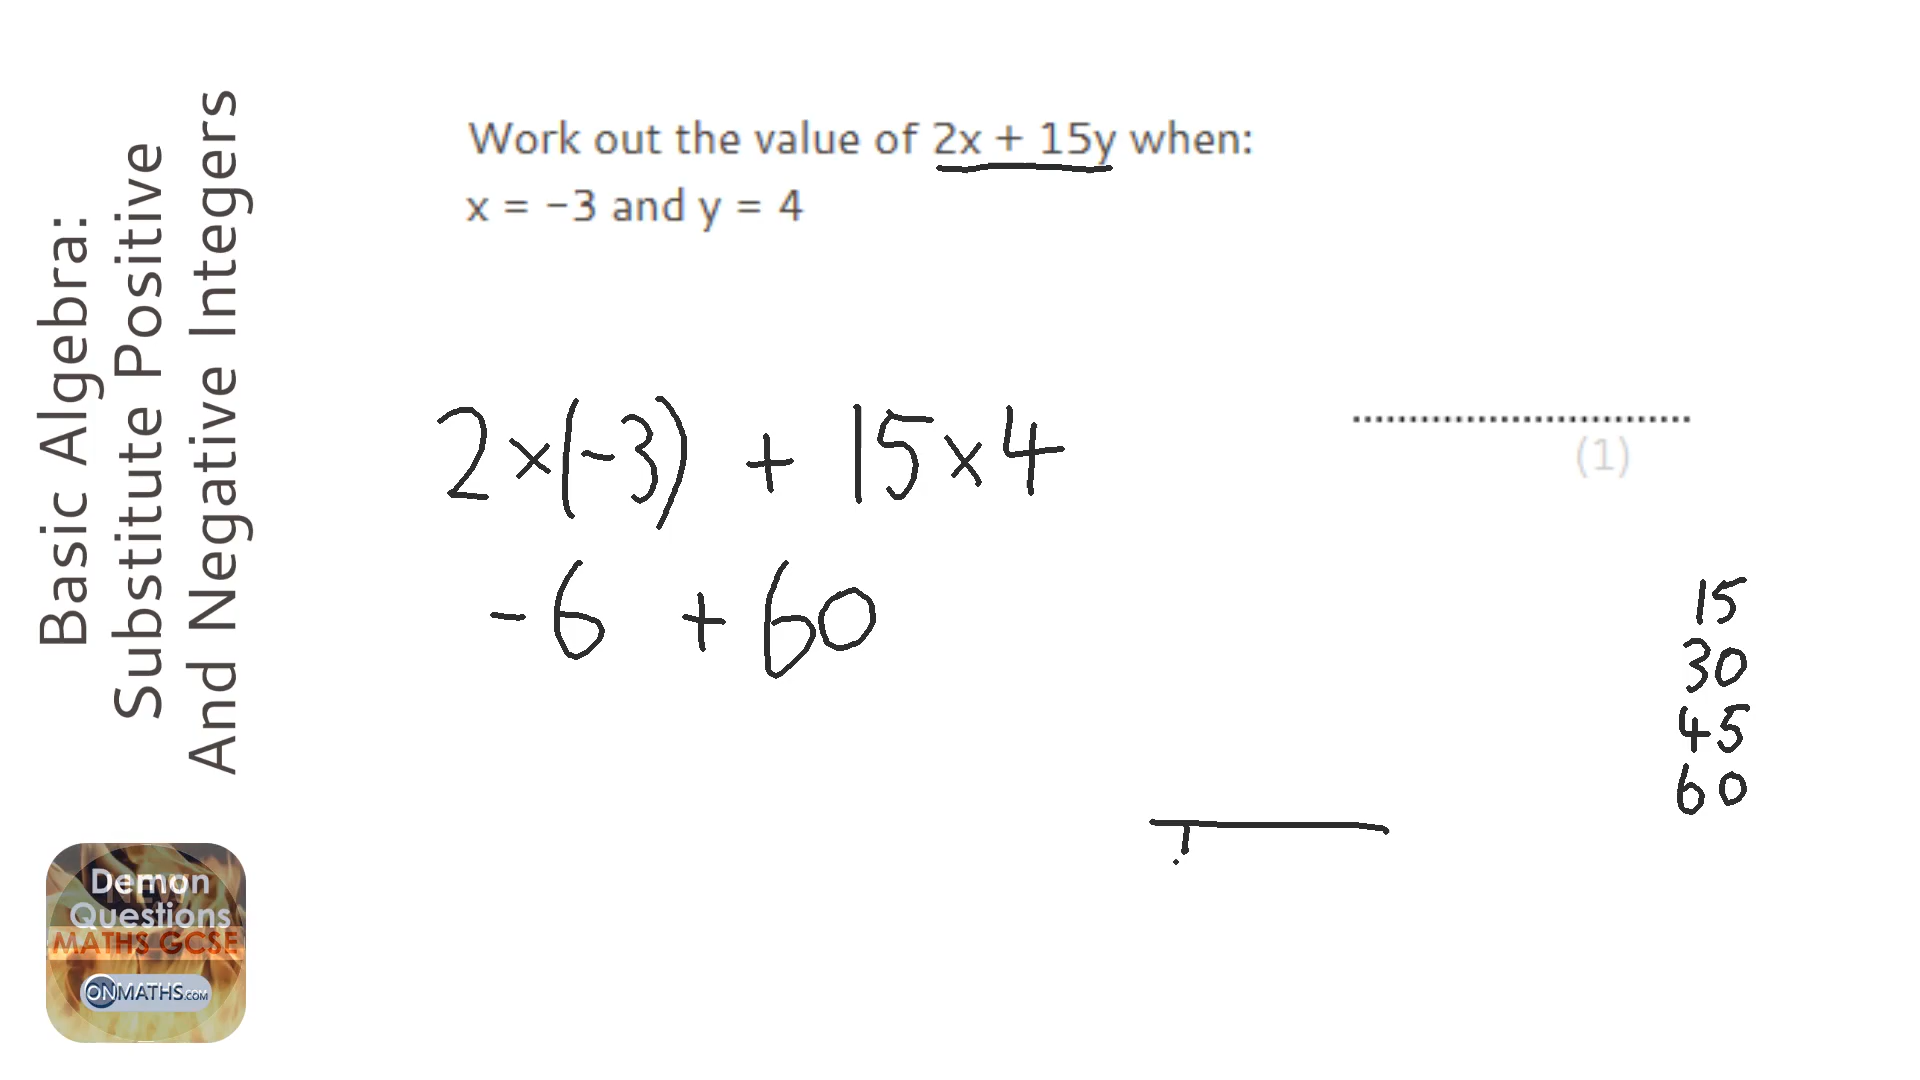 Basic Algebra:
Substitute Positive
And Negative Integers
Work out the value of 2x + 15y when:
x = -3 and y = 4
(1)
2 ×(-3) + 15 × 4
-6 + 60
15
30
45
60
Demon
Questions
MATHS GCSE
ONMATHS.COM